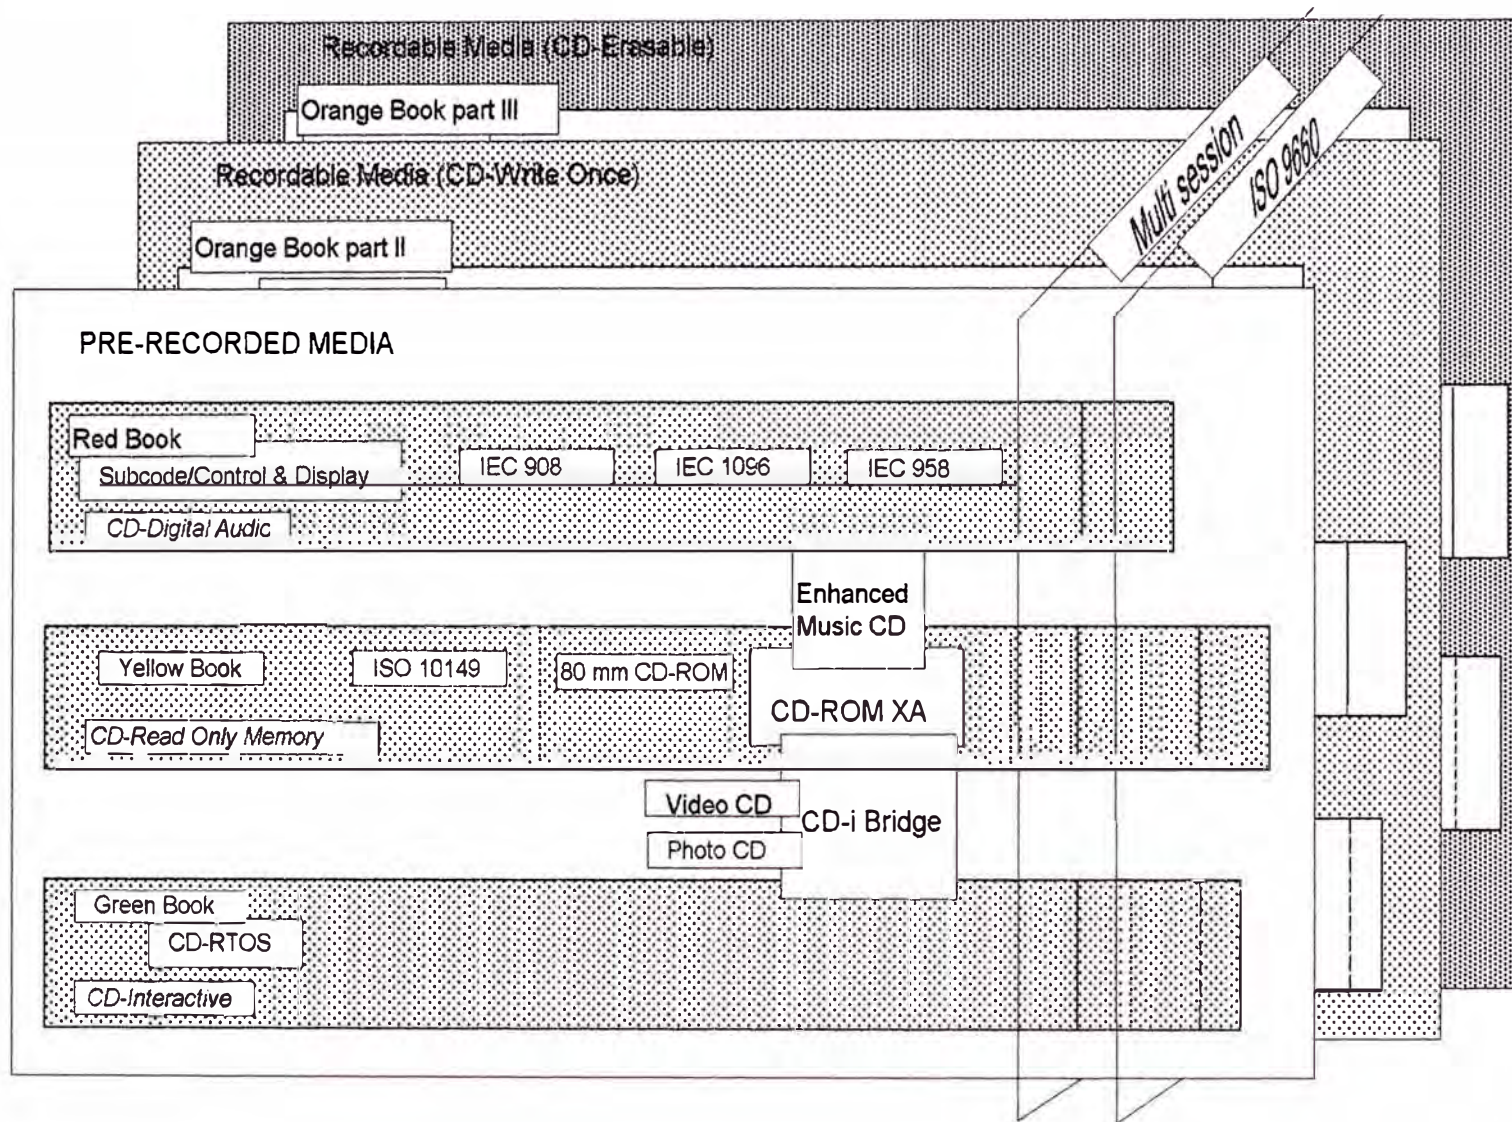 Recordable Media (CD-Erasable)
Orange Book part III
Recordable Media (CD-Write Once)
Orange Book part II
Multi session
ISO 9660
PRE-RECORDED MEDIA
Red Book
Subcode/Control & Display
IEC 908
IEC 1096
IEC 958
CD-Digital Audic
Enhanced
Music CD
Yellow Book
ISO 10149
80 mm CD-ROM
CD-ROM XA
CD-Read Only Memory
Video CD
CD-i Bridge
Photo CD
Green Book
CD-RTOS
CD-Interactive